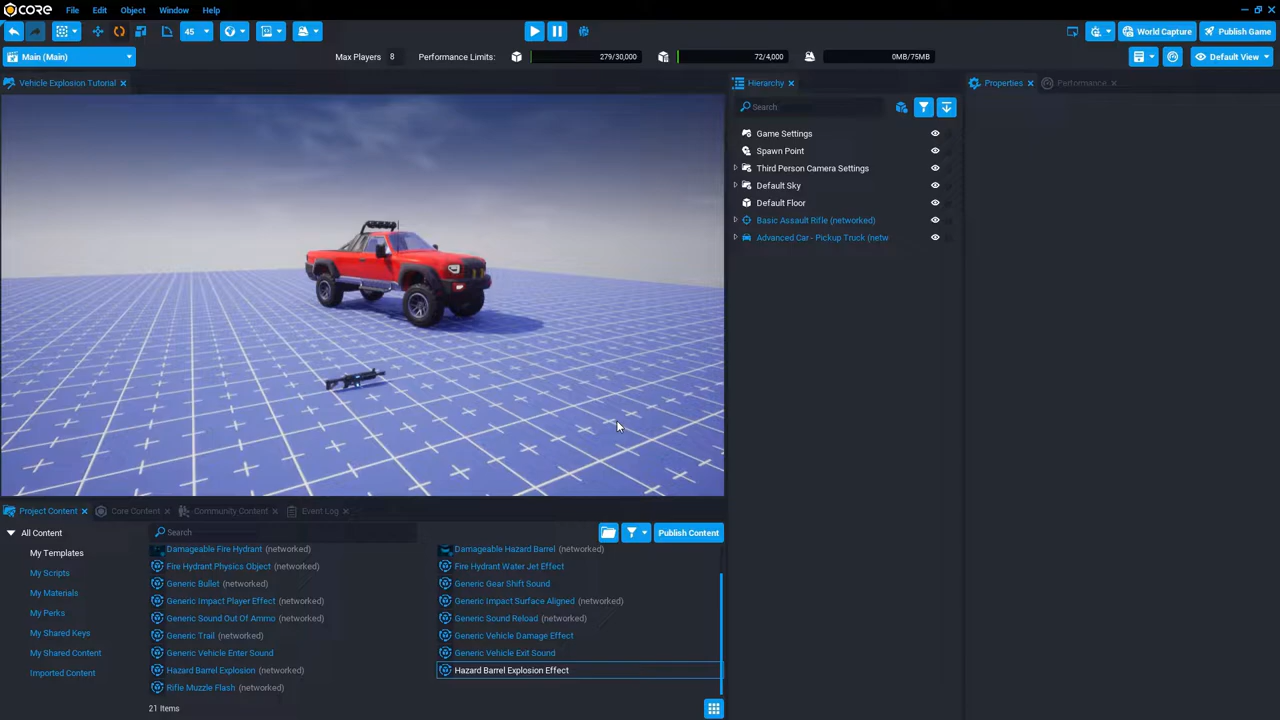 CORE File Edit Object Window Help
45 World Capture Publish Game
Main (Main) Max Players 8 Performance Limits: 279/30,000 72/4,000 0MB/75MB Default View
Vehicle Explosion Tutorial Hierarchy Properties Performance...
Search
Game Settings
Spawn Point
Third Person Camera Settings
Default Sky
Default Floor
Basic Assault Rifle (networked)
Advanced Car - Pickup Truck (netw
Project Content Core Content Community Content Event Log
All Content Search Publish Content
My Templates
My Scripts
My Materials
My Perks
My Shared Keys
My Shared Content
Imported Content
Damageable Fire Hydrant (networked) Damageable Hazard Barrel (networked)
Fire Hydrant Physics Object (networked) Fire Hydrant Water Jet Effect
Generic Bullet (networked) Generic Gear Shift Sound
Generic Impact Player Effect (networked) Generic Impact Surface Aligned (networked)
Generic Sound Out Of Ammo (networked) Generic Sound Reload (networked)
Generic Trail (networked) Generic Vehicle Damage Effect
Generic Vehicle Enter Sound Generic Vehicle Exit Sound
Hazard Barrel Explosion (networked) Hazard Barrel Explosion Effect
Rifle Muzzle Flash (networked)
21 Items